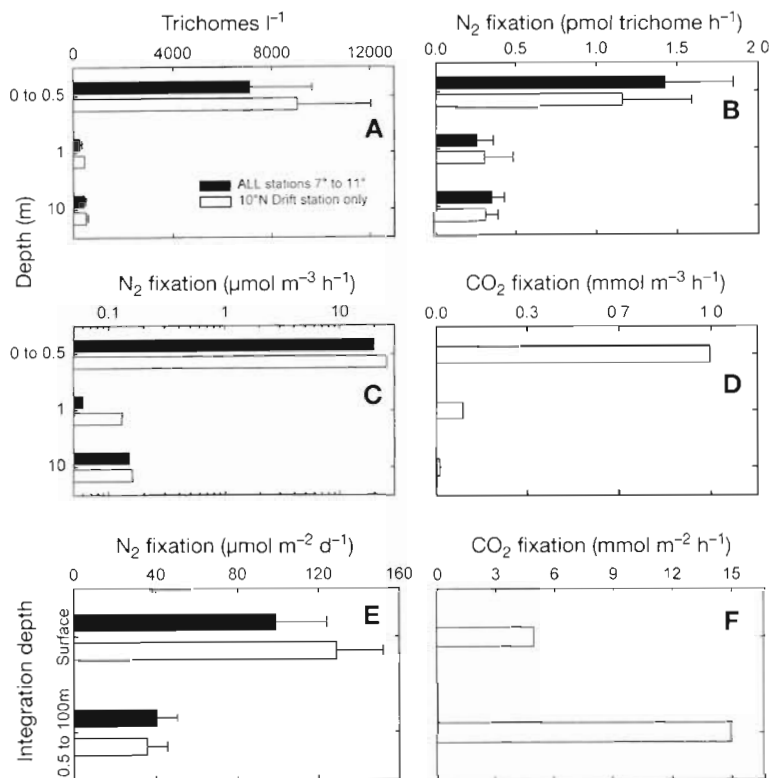 Trichomes l⁻¹
0 4000 8000 12000
Depth (m)
0 to 0.5
1
10
A
ALL stations 7° to 11°
10°N Drift station only
N₂ fixation (pmol trichome h⁻¹)
0.0 0.5 1.0 1.5 2 0
B
N₂ fixation (µmol m⁻³ h⁻¹)
0.1 1 10
0 to 0.5
1
10
C
CO₂ fixation (mmol m⁻³ h⁻¹)
0.0 0.3 0.7 1.0
D
N₂ fixation (µmol m⁻² d⁻¹)
0 40 80 120 160
Integration depth
Surface
0.5 to 100m
E
CO₂ fixation (mmol m⁻² h⁻¹)
0 3 6 9 12 15
F